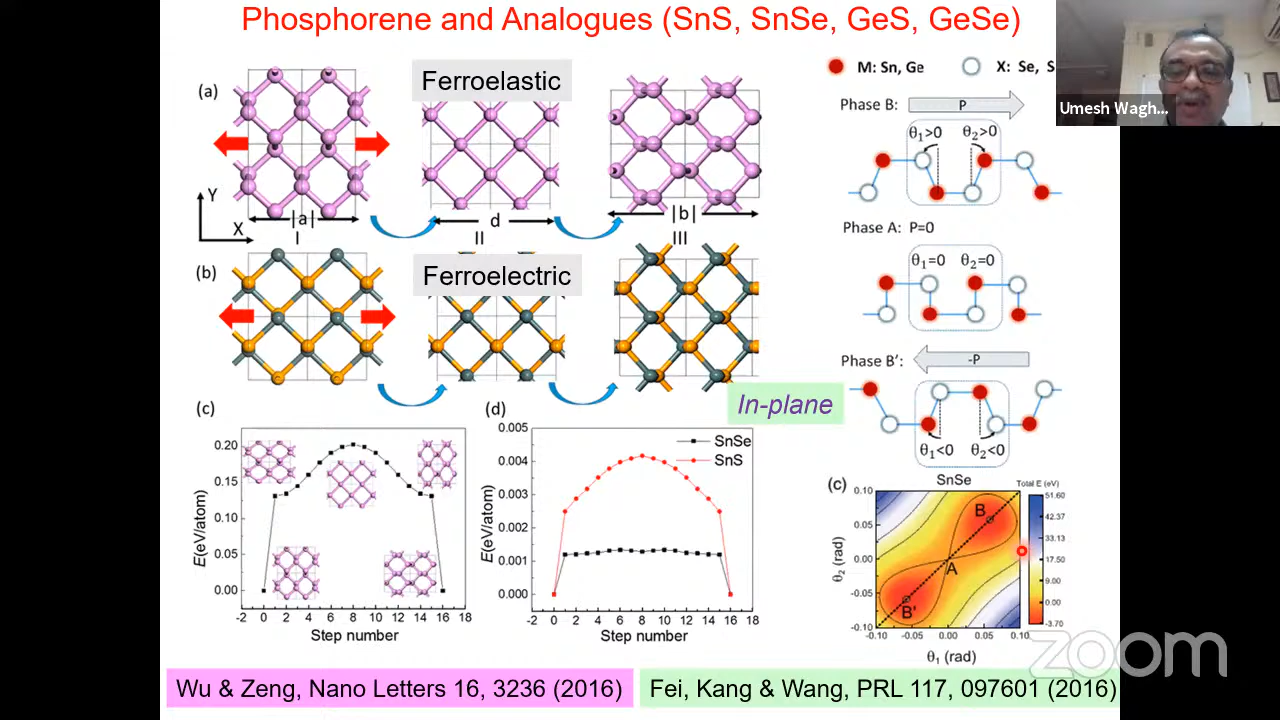 Phosphorene and Analogues (SnS, SnSe, GeS, GeSe)
(a)
Ferroelastic
Y
X
|a|
d
|b|
I
II
III
(b)
Ferroelectric
In-plane
(c)
0.20
0.15
0.10
0.05
0.00
E(eV/atom)
-2 0 2 4 6 8 10 12 14 16 18
Step number
(d)
0.005
0.004
0.003
0.002
0.001
0.000
E(eV/atom)
SnSe
SnS
-2 0 2 4 6 8 10 12 14 16 18
Step number
M: Sn, Ge
X: Se, S
Phase B:
P
θ1>0
θ2>0
Phase A: P=0
θ1=0
θ2=0
Phase B′:
-P
θ1<0
θ2<0
(c)
SnSe
Total E (eV)
0.10
0.05
0.00
-0.05
-0.10
θ2 (rad)
B
A
B'
-0.10 -0.05 0.00 0.05 0.10
θ1 (rad)
51.60
42.37
33.13
17.50
9.00
0.00
-3.70
Umesh Wagh...
zoom
Wu & Zeng, Nano Letters 16, 3236 (2016)
Fei, Kang & Wang, PRL 117, 097601 (2016)